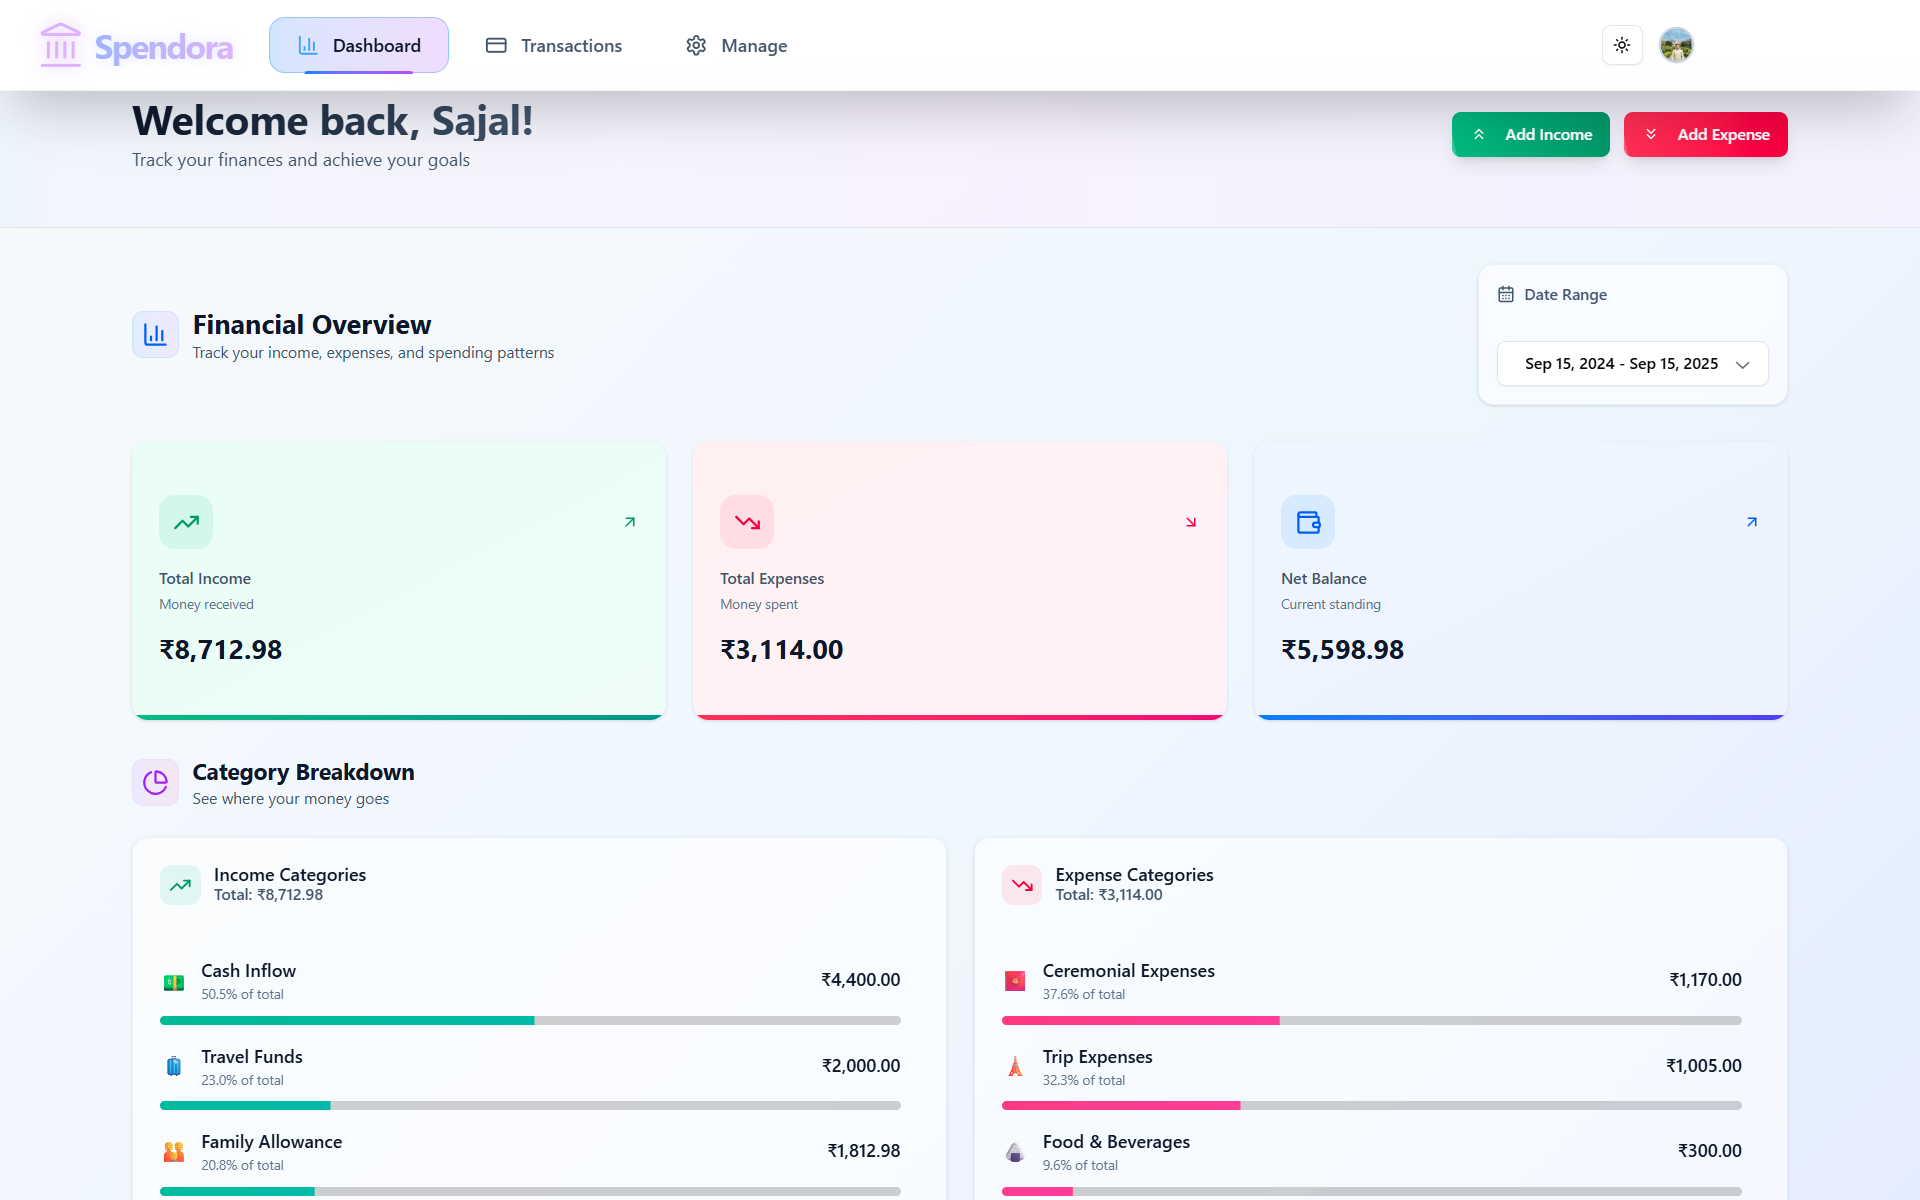 Spendora
Dashboard
Transactions
Manage
Welcome back, Sajal!
Track your finances and achieve your goals
Add Income
Add Expense
Financial Overview
Track your income, expenses, and spending patterns
Date Range
Sep 15, 2024 - Sep 15, 2025
Total Income
Money received
₹8,712.98
Total Expenses
Money spent
₹3,114.00
Net Balance
Current standing
₹5,598.98
Category Breakdown
See where your money goes
Income Categories
Total: ₹8,712.98
Cash Inflow
50.5% of total
₹4,400.00
Travel Funds
23.0% of total
₹2,000.00
Family Allowance
20.8% of total
₹1,812.98
Expense Categories
Total: ₹3,114.00
Ceremonial Expenses
37.6% of total
₹1,170.00
Trip Expenses
32.3% of total
₹1,005.00
Food & Beverages
9.6% of total
₹300.00